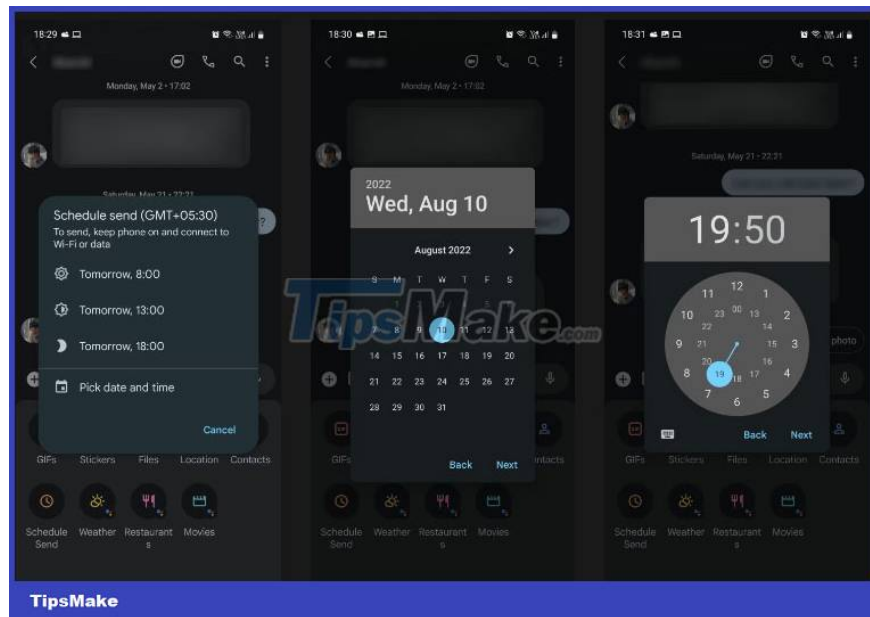 18:29
Monday, May 2 • 17:02
Saturday, May 21 • 22:21
Schedule send (GMT+05:30)
To send, keep phone on and connect to
Wi-Fi or data
?
Tomorrow, 8:00
Tomorrow, 13:00
Tomorrow, 18:00
Pick date and time
Cancel
GIFs Stickers Files Location Contacts
Schedule Weather Restaurant Movies
Send s
18:30
Monday, May 2 • 17:02
2022
Wed, Aug 10
August 2022
S M T W T F S
7 8 9 10 11 12 13
14 15 16 17 18 19 20
21 22 23 24 25 26 27
28 29 30 31
Back Next
GIFs
Schedule Weather Restaurant Movies
Send s
18:31
Saturday, May 21 • 22:21
19:50
12
11 1
00
10 23 13 2
22 14
9 21 15 3
photo
20 16
8 19 18 17 4
7 5
6
Back Next
GIFs Stickers Files Location Contacts
Schedule Weather Restaurant Movies
Send s
TipsMake.com
TipsMake